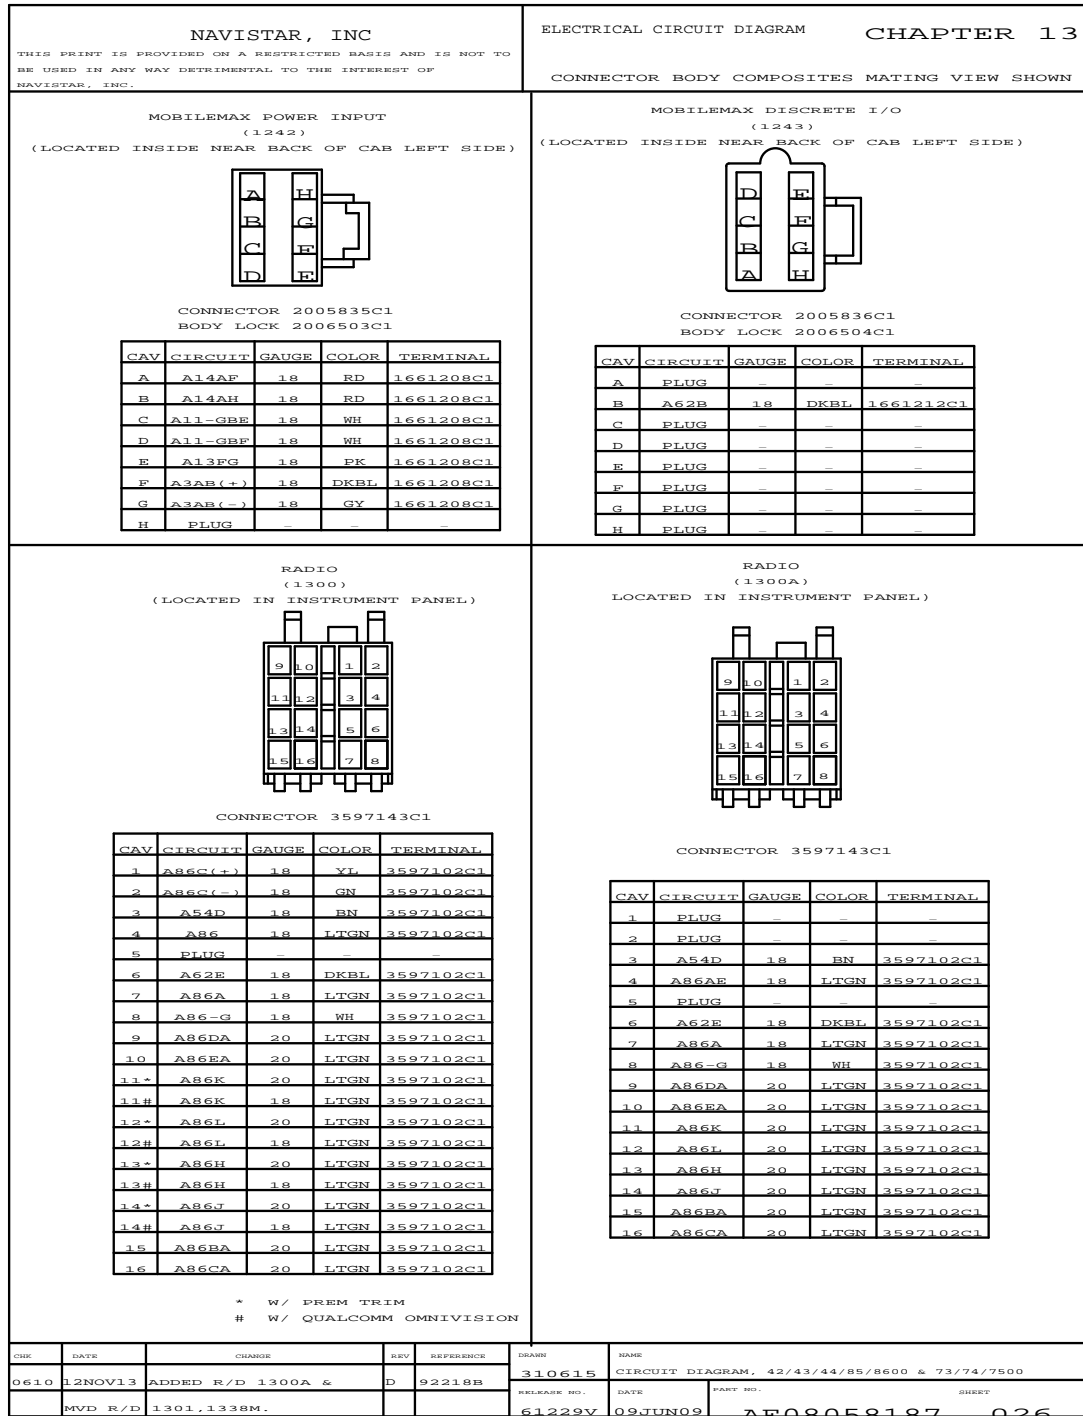 NAVISTAR, INC
THIS PRINT IS PROVIDED ON A RESTRICTED BASIS AND IS NOT TO
BE USED IN ANY WAY DETRIMENTAL TO THE INTEREST OF
NAVISTAR, INC.
ELECTRICAL CIRCUIT DIAGRAM CHAPTER 13
CONNECTOR BODY COMPOSITES MATING VIEW SHOWN
MOBILEMAX POWER INPUT
(1242)
(LOCATED INSIDE NEAR BACK OF CAB LEFT SIDE)
A H
B G
C F
D E
CONNECTOR 2005835C1
BODY LOCK 2006503C1
CAV CIRCUIT GAUGE COLOR TERMINAL
A A14AF 18 RD 1661208C1
B A14AH 18 RD 1661208C1
C A11-GBE 18 WH 1661208C1
D A11-GBF 18 WH 1661208C1
E A13FG 18 PK 1661208C1
F A3AB(+) 18 DKBL 1661208C1
G A3AB(-) 18 GY 1661208C1
H PLUG - - -
MOBILEMAX DISCRETE I/O
(1243)
(LOCATED INSIDE NEAR BACK OF CAB LEFT SIDE)
D E
C F
B G
A H
CONNECTOR 2005836C1
BODY LOCK 2006504C1
CAV CIRCUIT GAUGE COLOR TERMINAL
A PLUG - - -
B A62B 18 DKBL 1661212C1
C PLUG - - -
D PLUG - - -
E PLUG - - -
F PLUG - - -
G PLUG - - -
H PLUG - - -
RADIO
(1300)
(LOCATED IN INSTRUMENT PANEL)
9 10 1 2
11 12 3 4
13 14 5 6
15 16 7 8
CONNECTOR 3597143C1
CAV CIRCUIT GAUGE COLOR TERMINAL
1 A86C(+) 18 YL 3597102C1
2 A86C(-) 18 GN 3597102C1
3 A54D 18 BN 3597102C1
4 A86 18 LTGN 3597102C1
5 PLUG - - -
6 A62E 18 DKBL 3597102C1
7 A86A 18 LTGN 3597102C1
8 A86-G 18 WH 3597102C1
9 A86DA 20 LTGN 3597102C1
10 A86EA 20 LTGN 3597102C1
11* A86K 20 LTGN 3597102C1
11# A86K 18 LTGN 3597102C1
12* A86L 20 LTGN 3597102C1
12# A86L 18 LTGN 3597102C1
13* A86H 20 LTGN 3597102C1
13# A86H 18 LTGN 3597102C1
14* A86J 20 LTGN 3597102C1
14# A86J 18 LTGN 3597102C1
15 A86BA 20 LTGN 3597102C1
16 A86CA 20 LTGN 3597102C1
* W/ PREM TRIM
# W/ QUALCOMM OMNIVISION
RADIO
(1300A)
LOCATED IN INSTRUMENT PANEL)
9 10 1 2
11 12 3 4
13 14 5 6
15 16 7 8
CONNECTOR 3597143C1
CAV CIRCUIT GAUGE COLOR TERMINAL
1 PLUG - - -
2 PLUG - - -
3 A54D 18 BN 3597102C1
4 A86AE 18 LTGN 3597102C1
5 PLUG - - -
6 A62E 18 DKBL 3597102C1
7 A86A 18 LTGN 3597102C1
8 A86-G 18 WH 3597102C1
9 A86DA 20 LTGN 3597102C1
10 A86EA 20 LTGN 3597102C1
11 A86K 20 LTGN 3597102C1
12 A86L 20 LTGN 3597102C1
13 A86H 20 LTGN 3597102C1
14 A86J 20 LTGN 3597102C1
15 A86BA 20 LTGN 3597102C1
16 A86CA 20 LTGN 3597102C1
CHK DATE CHANGE REV REFERENCE
0610 12NOV13 ADDED R/D 1300A & D 92218B
MVD R/D 1301,1338M.
DRAWN NAME
310615 CIRCUIT DIAGRAM, 42/43/44/85/8600 & 73/74/7500
RELEASE NO. DATE PART NO. SHEET
61229V 09JUN09 AE08058187 026